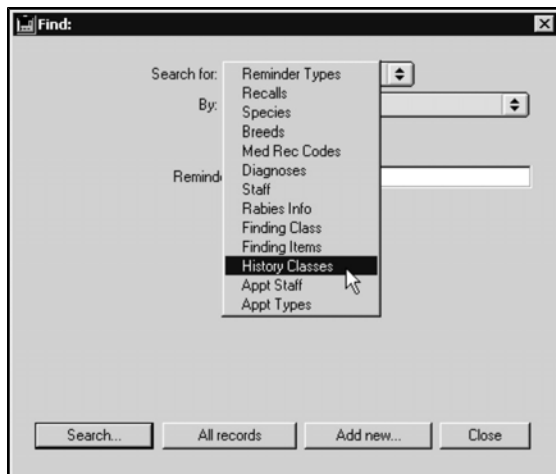 Find:
Search for:
By:
Reminder Types
Recalls
Species
Breeds
Med Rec Codes
Diagnoses
Staff
Rabies Info
Finding Class
Finding Items
History Classes
Appt Staff
Appt Types
Search...
All records
Add new...
Close